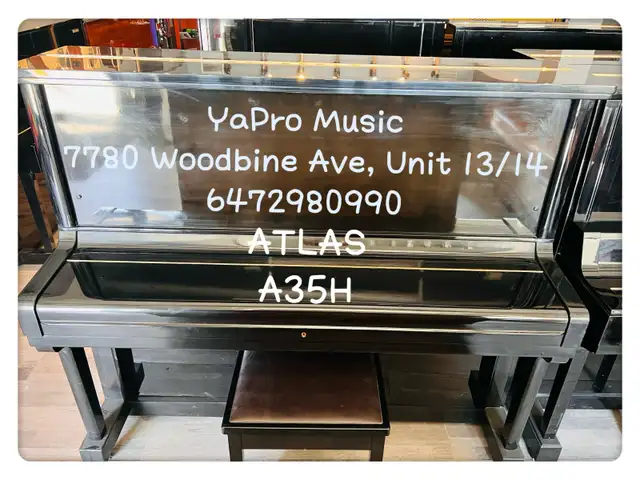 YaPro Music
7780 Woodbine Ave, Unit 13/14
6472980990
ATLAS
A35H